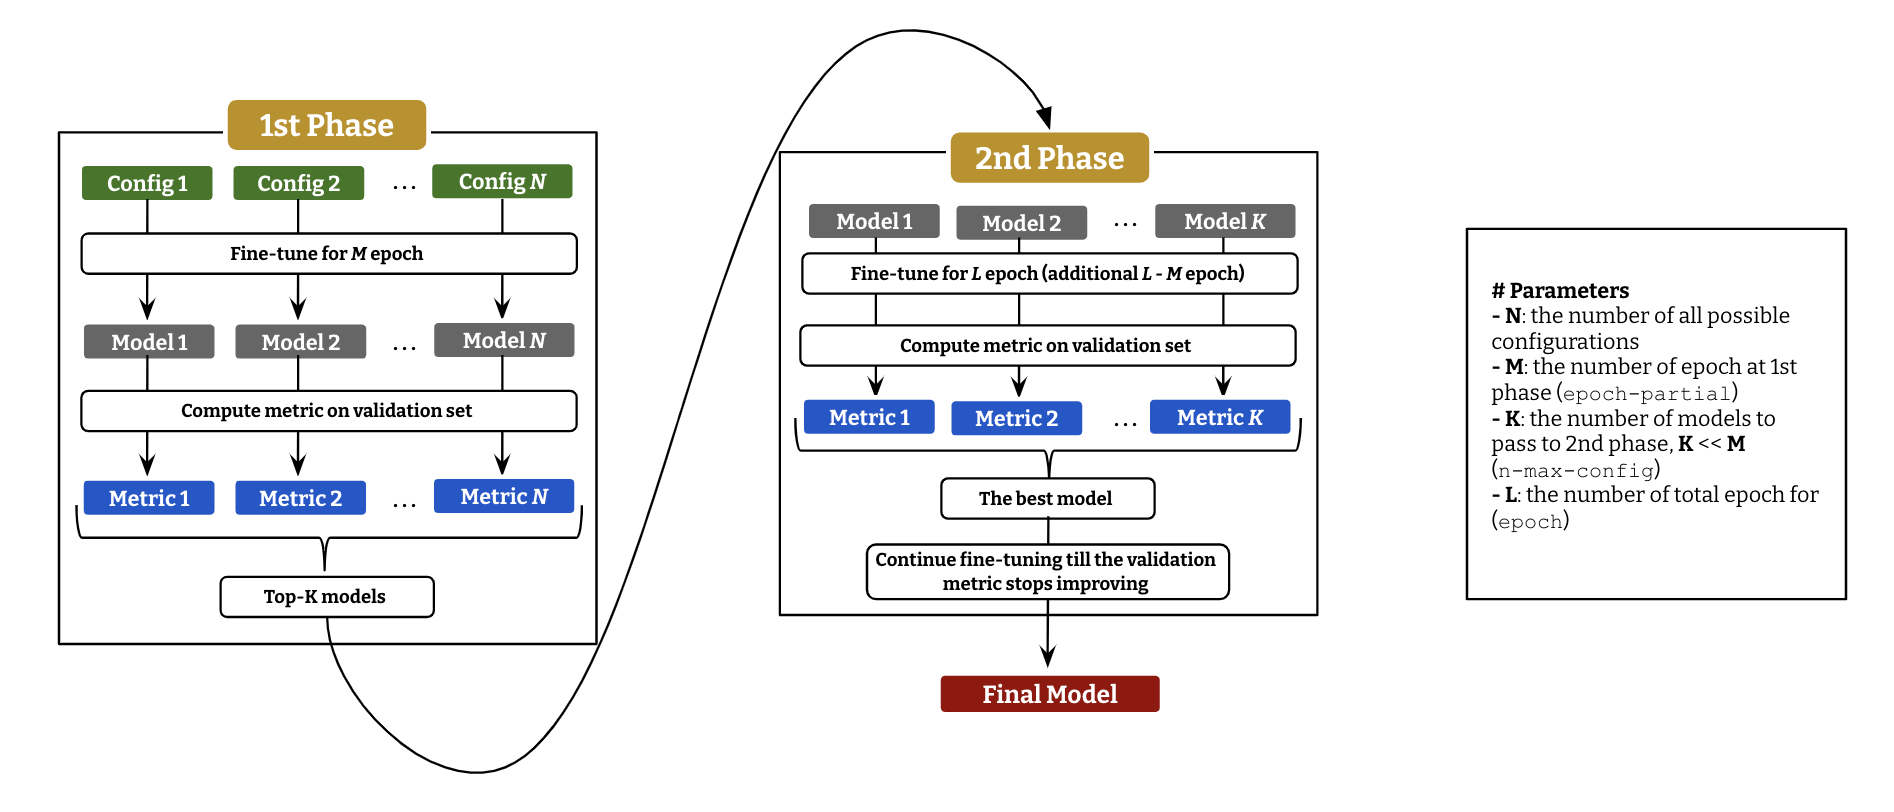 1st Phase
Config 1
Config 2
...
Config N
Fine-tune for M epoch
Model 1
Model 2
...
Model N
Compute metric on validation set
Metric 1
Metric 2
...
Metric N
Top-K models
2nd Phase
Model 1
Model 2
...
Model K
Fine-tune for L epoch (additional L - M epoch)
Compute metric on validation set
Metric 1
Metric 2
...
Metric K
The best model
Continue fine-tuning till the validation
metric stops improving
Final Model
# Parameters
- N: the number of all possible
configurations
- M: the number of epoch at 1st
phase (epoch-partial)
- K: the number of models to
pass to 2nd phase, K << M
(n-max-config)
- L: the number of total epoch for
(epoch)